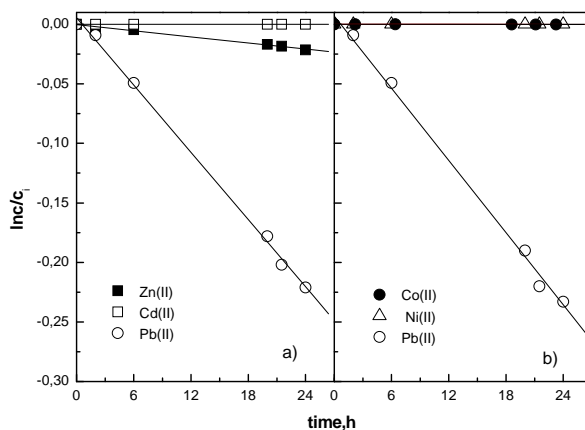 0,00
-0,05
-0,10
-0,15
-0,20
-0,25
-0,30
lnc/c_i
Zn(II)
Cd(II)
Pb(II)
a)
Co(II)
Ni(II)
Pb(II)
b)
0 6 12 18 24 0 6 12 18 24
time,h